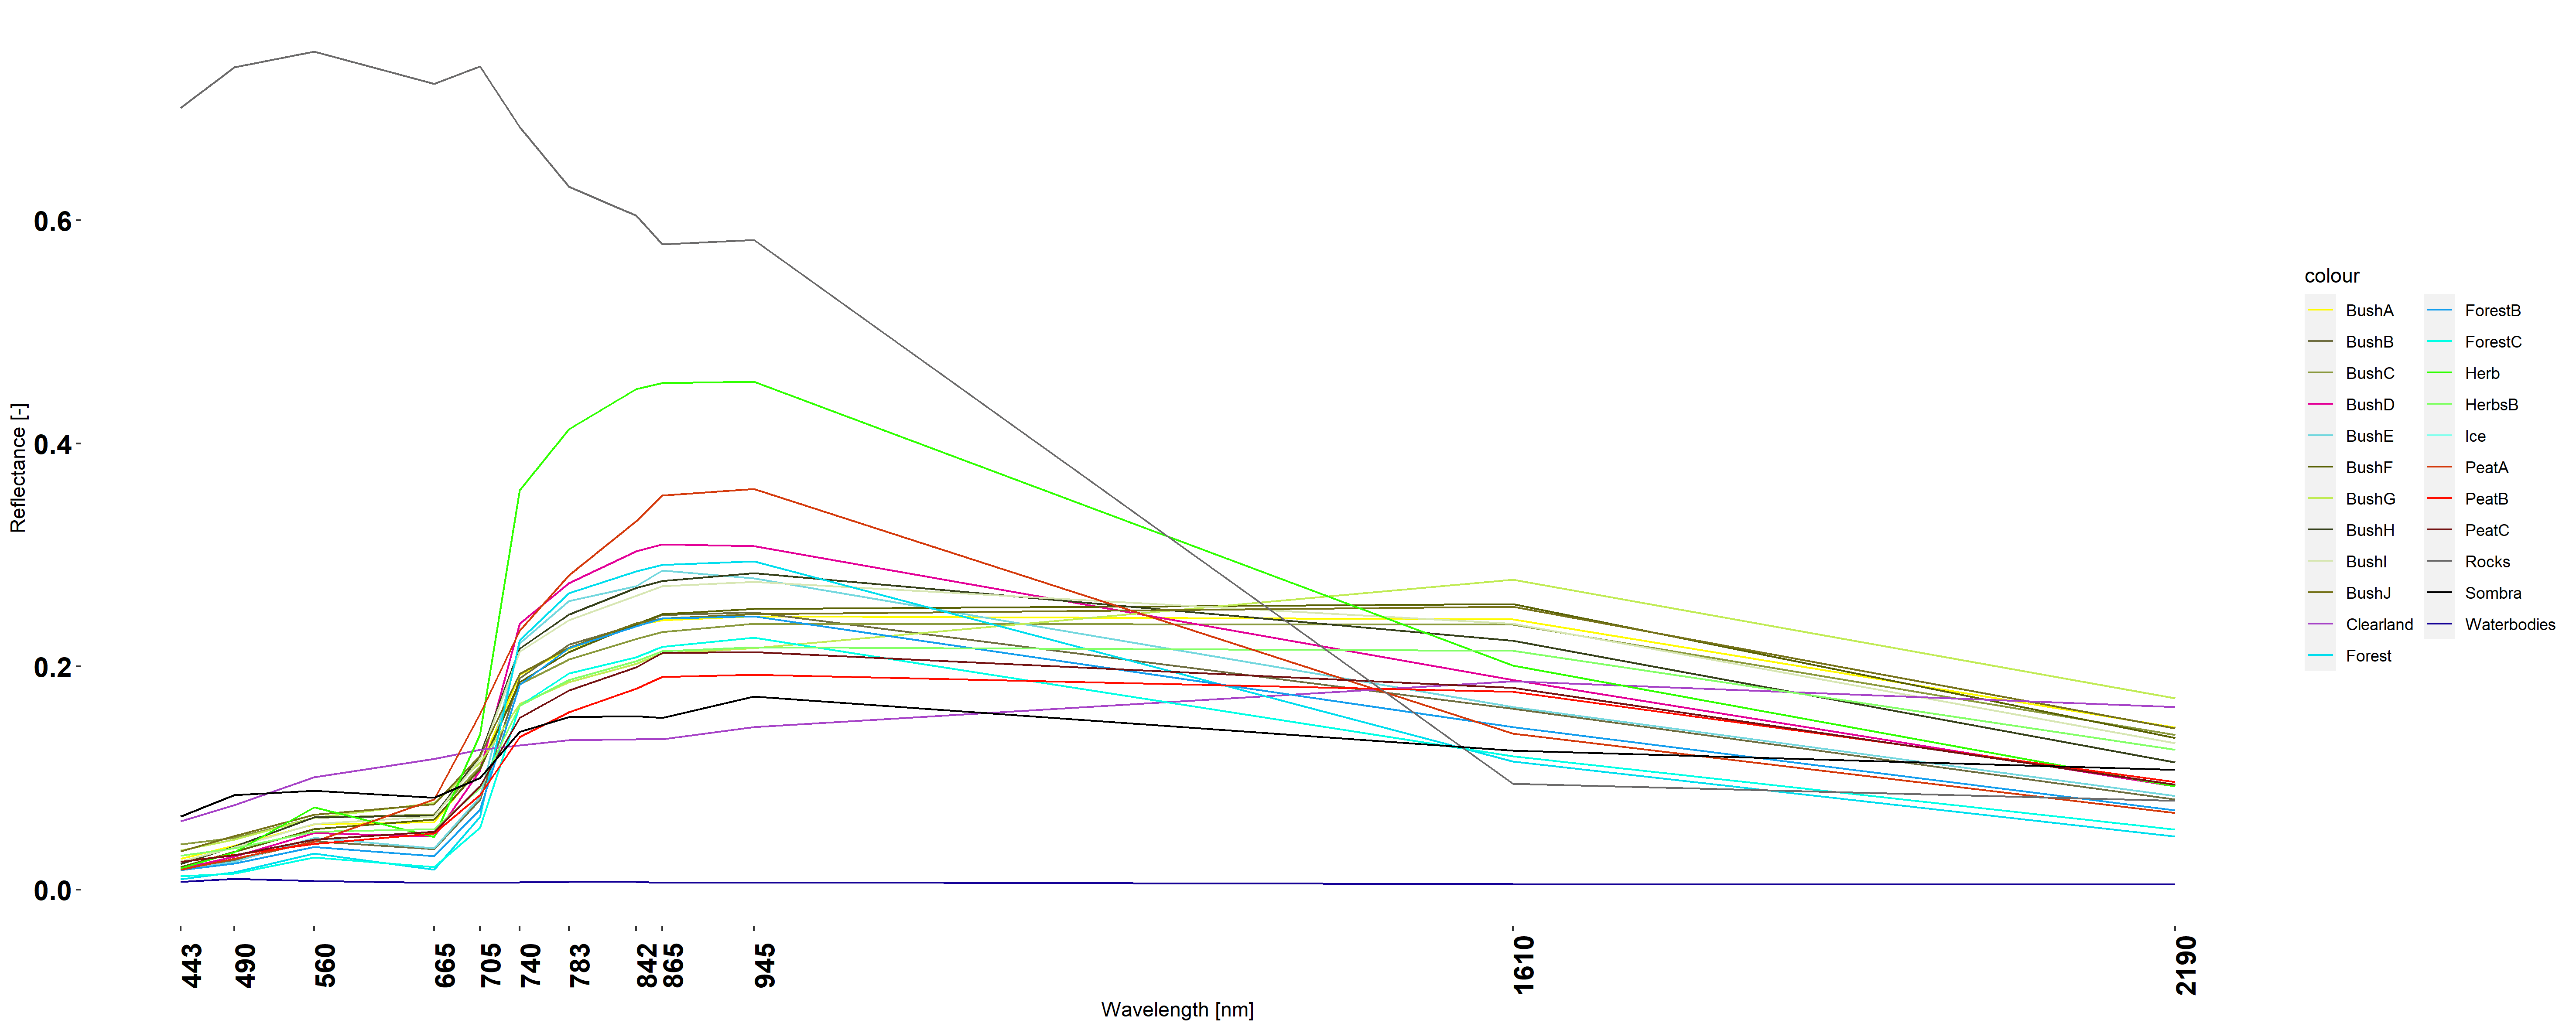 0.6
0.4
0.2
0.0
Reflectance [-]
443
490
560
665
705
740
783
842
865
945
1610
2190
Wavelength [nm]
colour
BushA
BushB
BushC
BushD
BushE
BushF
BushG
BushH
BushI
BushJ
Clearland
Forest
ForestB
ForestC
Herb
HerbsB
Ice
PeatA
PeatB
PeatC
Rocks
Sombra
Waterbodies